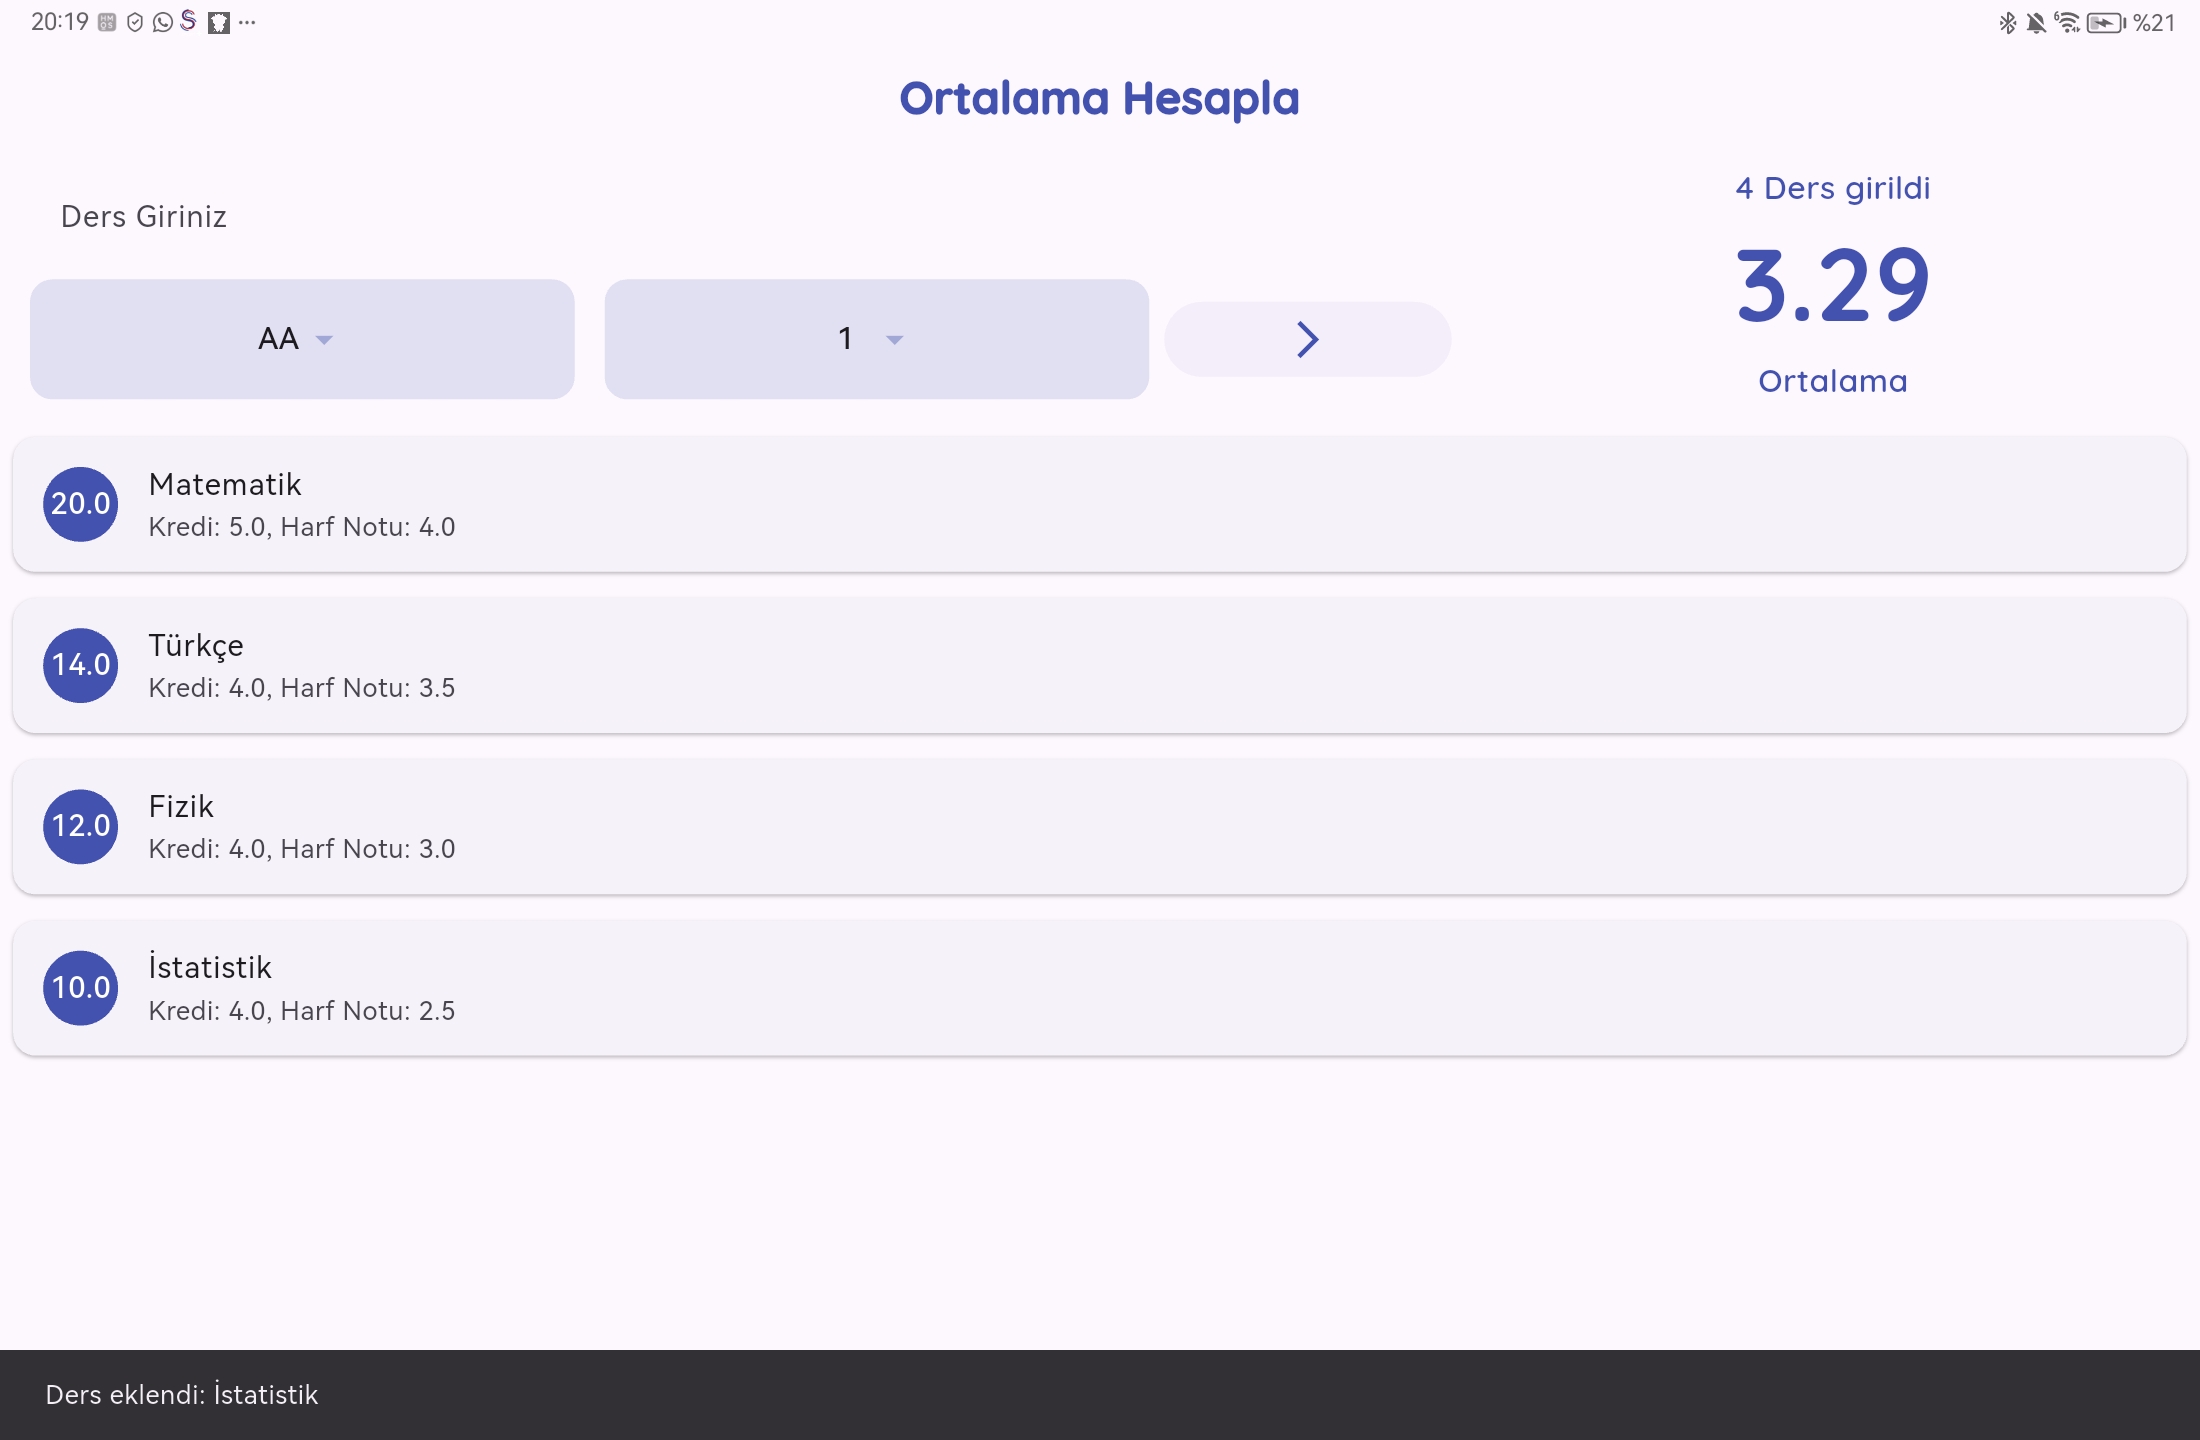 20:19
%21
Ortalama Hesapla
Ders Giriniz
4 Ders girildi
3.29
Ortalama
AA
1
20.0
Matematik
Kredi: 5.0, Harf Notu: 4.0
14.0
Türkçe
Kredi: 4.0, Harf Notu: 3.5
12.0
Fizik
Kredi: 4.0, Harf Notu: 3.0
10.0
İstatistik
Kredi: 4.0, Harf Notu: 2.5
Ders eklendi: İstatistik